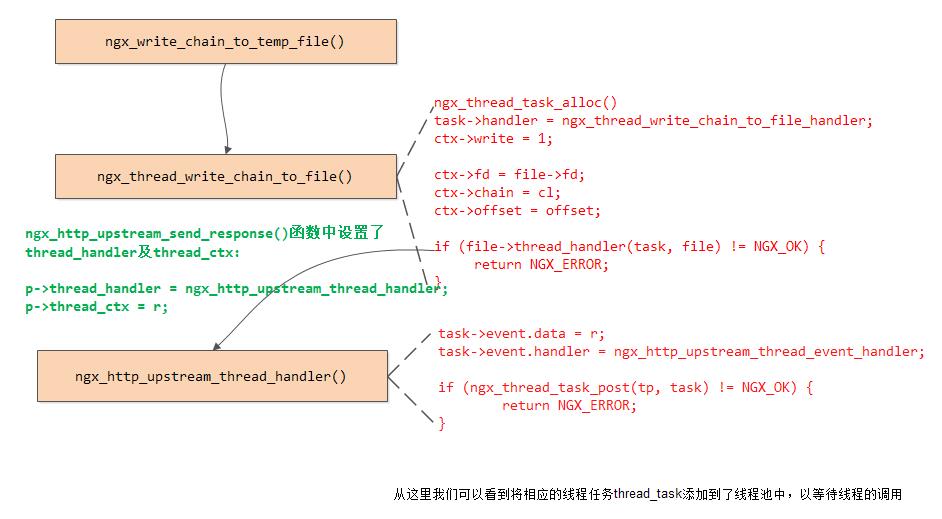 ngx_write_chain_to_temp_file()
ngx_thread_task_alloc()
task->handler = ngx_thread_write_chain_to_file_handler;
ctx->write = 1;
ngx_thread_write_chain_to_file()
ctx->fd = file->fd;
ctx->chain = cl;
ctx->offset = offset;
ngx_http_upstream_send_response()函数中设置了
thread_handler及thread_ctx:
if (file->thread_handler(task, file) != NGX_OK) {
return NGX_ERROR;
}
p->thread_handler = ngx_http_upstream_thread_handler;
p->thread_ctx = r;
ngx_http_upstream_thread_handler()
task->event.data = r;
task->event.handler = ngx_http_upstream_thread_event_handler;
if (ngx_thread_task_post(tp, task) != NGX_OK) {
return NGX_ERROR;
}
从这里我们可以看到将相应的线程任务thread_task添加到了线程池中，以等待线程的调用